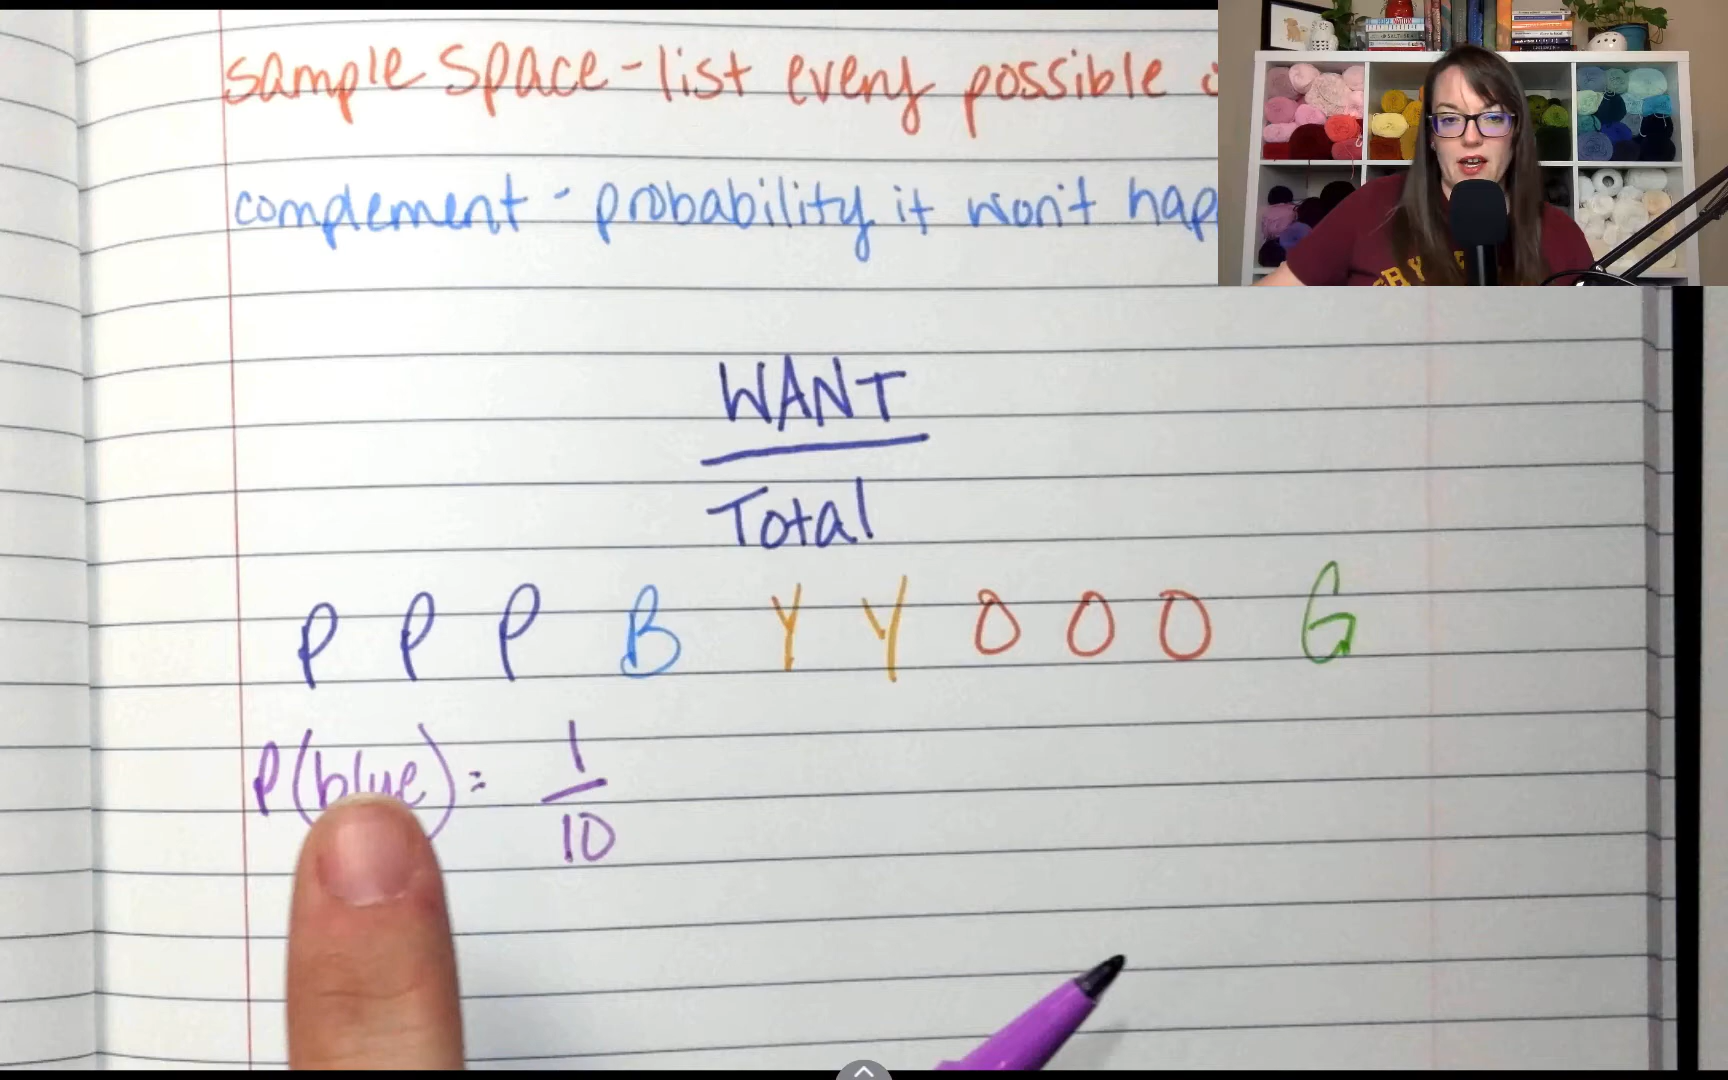 sample space - list every possible
complement - probability it won't hap
WANT
Total
P P P B Y Y O O O G
P(blue) = 1/10